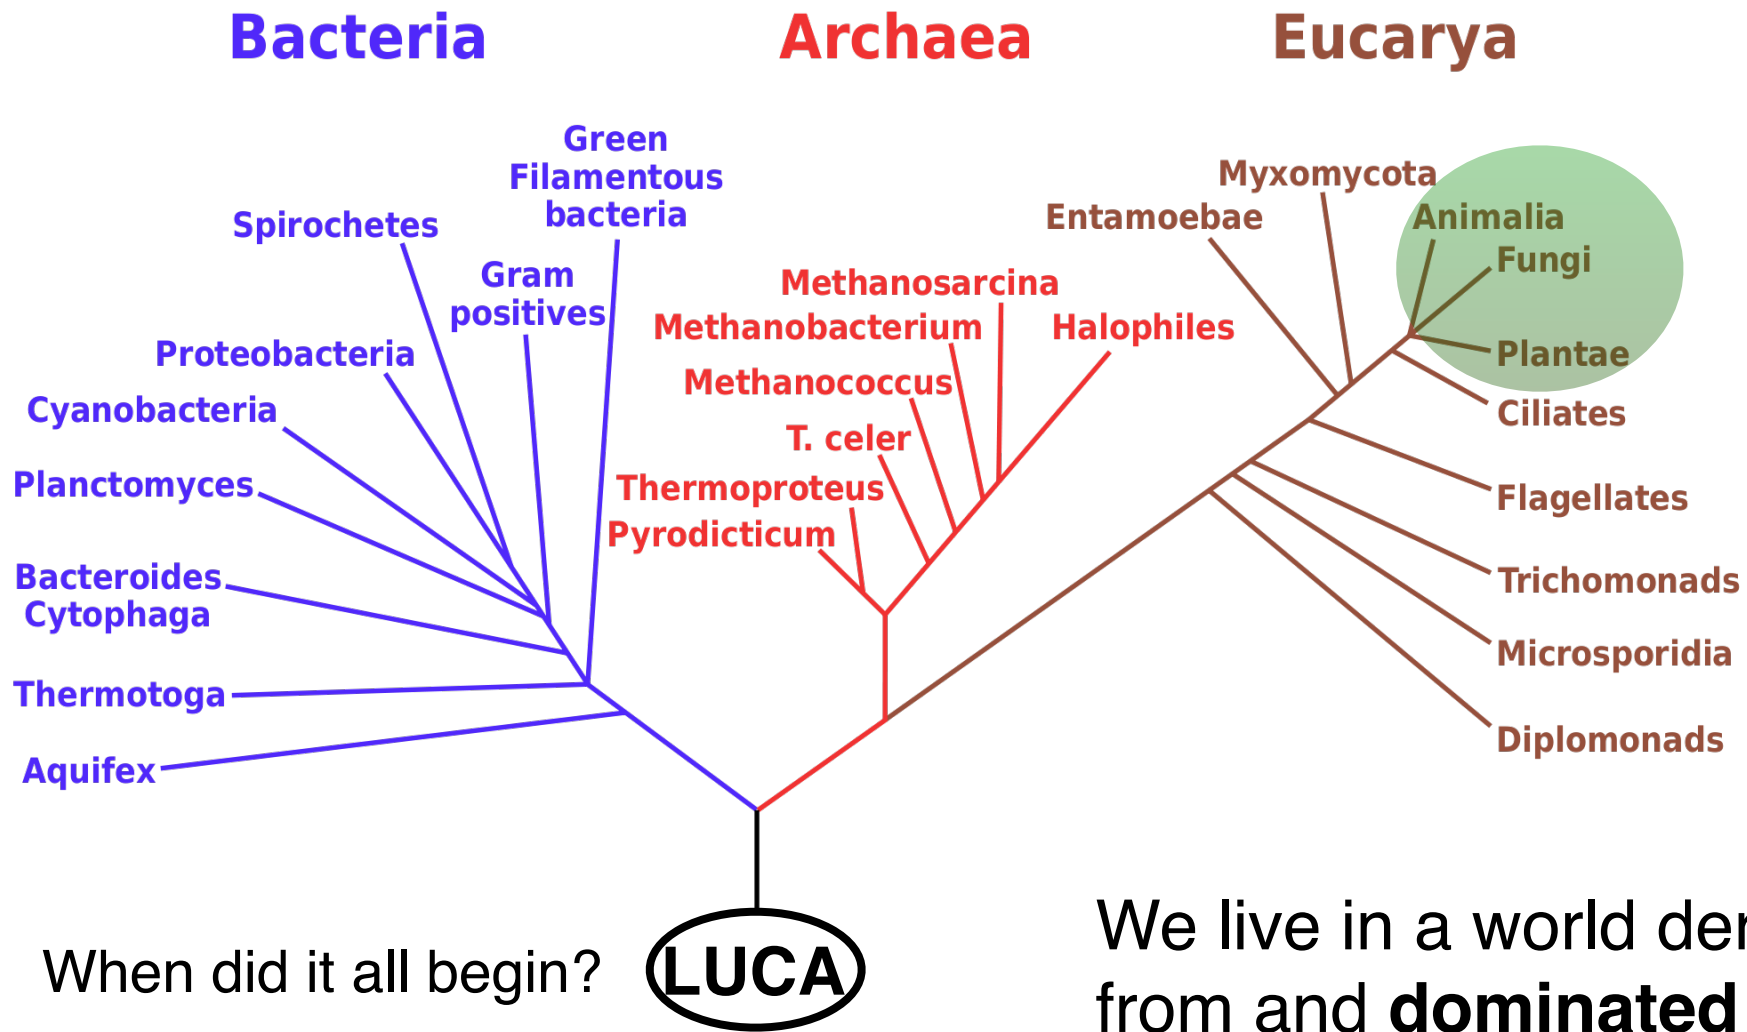 Bacteria
Archaea
Eucarya
Green
Filamentous
bacteria
Spirochetes
Gram
positives
Proteobacteria
Cyanobacteria
Planctomyces
Bacteroides
Cytophaga
Thermotoga
Aquifex
Methanosarcina
Methanobacterium
Halophiles
Methanococcus
T. celer
Thermoproteus
Pyrodicticum
Myxomycota
Entamoebae
Animalia
Fungi
Plantae
Ciliates
Flagellates
Trichomonads
Microsporidia
Diplomonads
When did it all begin?
LUCA
We live in a world
from and dominated